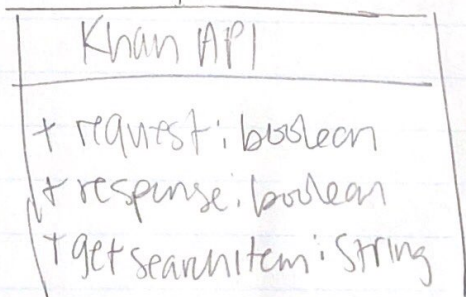 Khan API
+ request: boolean
+ response: boolean
+ getsearchItem: String